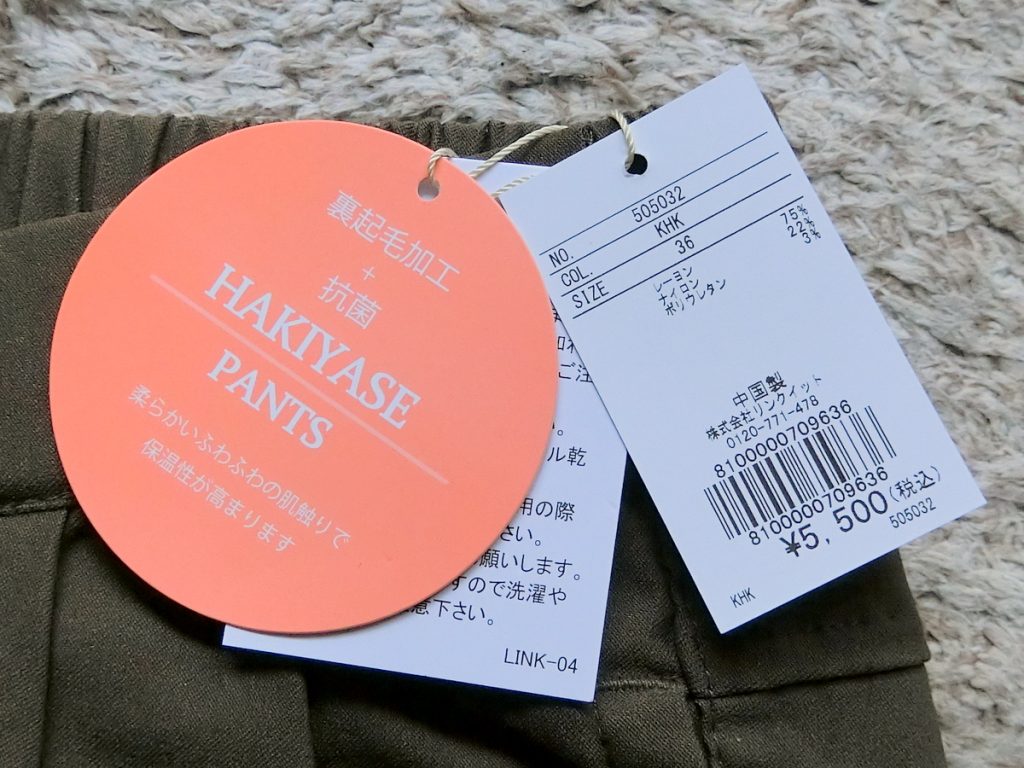 裏起毛加工
+
抗菌
HAKIYASE
PANTS
柔らかいふわふわの肌触りで
保温性が高まります
NO. 505032
COL. KHK
SIZE 36
レーヨン 75%
ナイロン 22%
ポリウレタン 3%
中国製
株式会社リンクイット
0120-771-478
8100000709636
8100000709636
¥5,500(税込)
505032
KHK
ご注
ル乾
用の際
さい。
願いします。
すので洗濯や
意下さい。
LINK-04